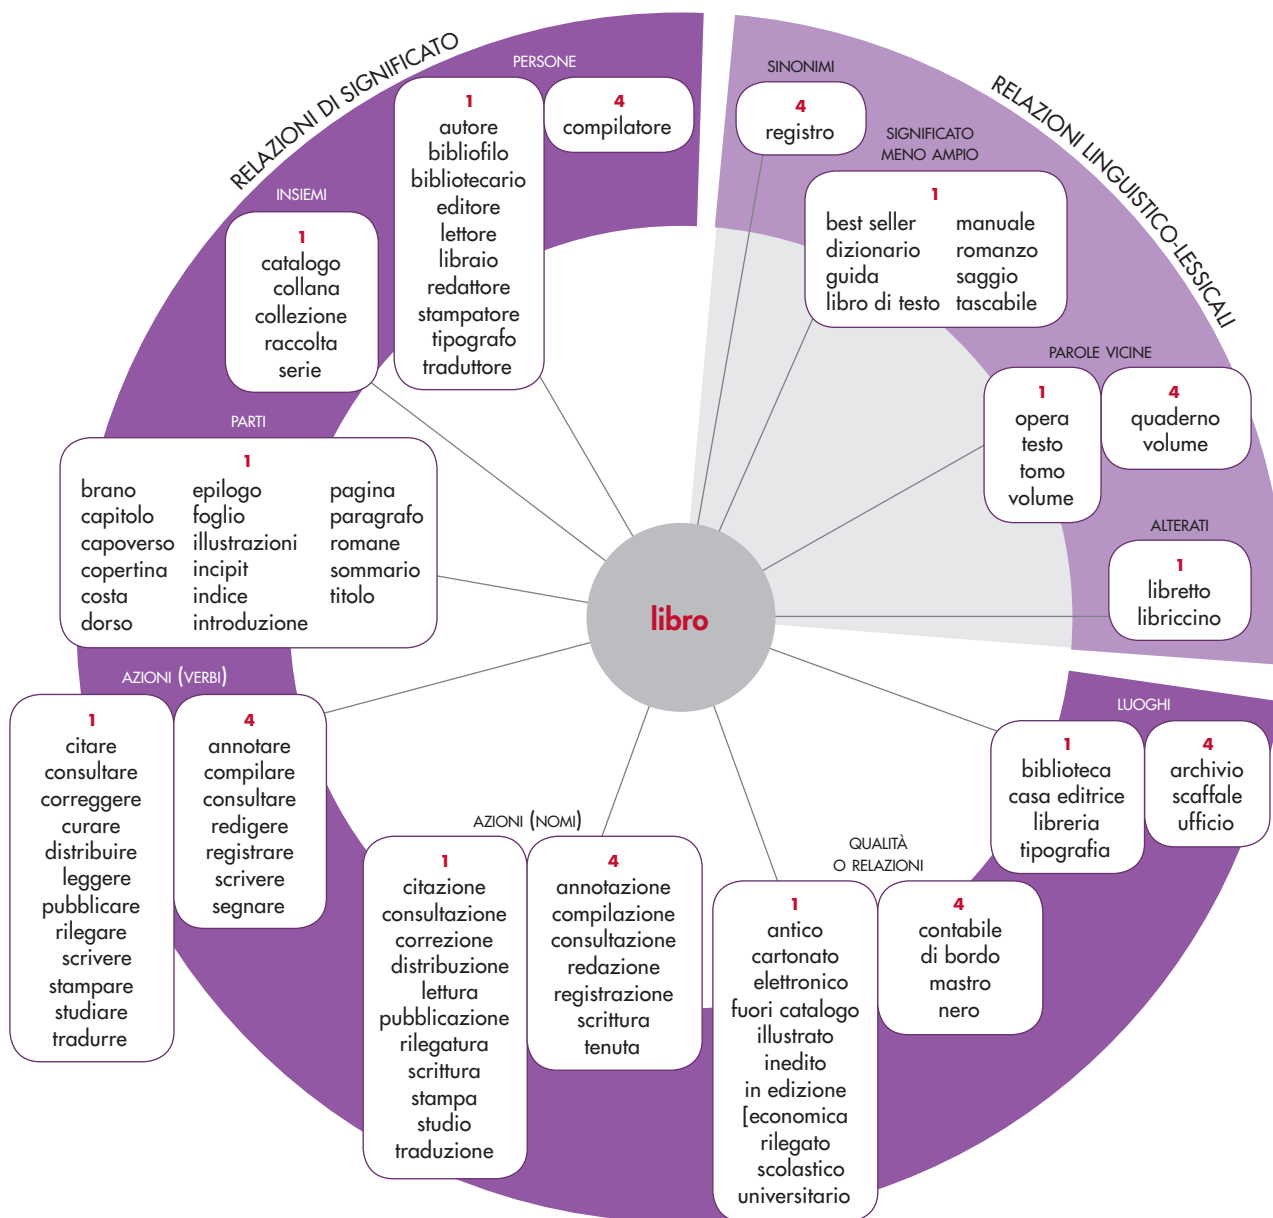 RELAZIONI DI SIGNIFICATO
PERSONE
1
autore
bibliofilo
bibliotecario
editore
lettore
libraio
redattore
stampatore
tipografo
traduttore
4
compilatore
INSIEMI
1
catalogo
collana
collezione
raccolta
serie
PARTI
1
brano
capitolo
capoverso
copertina
costa
dorso
epilogo
foglio
illustrazioni
incipit
indice
introduzione
pagina
paragrafo
romane
sommario
titolo
AZIONI (VERBI)
1
citare
consultare
correggere
curare
distribuire
leggere
pubblicare
rilegare
scrivere
stampare
studiare
tradurre
4
annotare
compilare
consultare
redigere
registrare
scrivere
segnare
AZIONI (NOMI)
1
citazione
consultazione
correzione
distribuzione
lettura
pubblicazione
rilegatura
scrittura
stampa
studio
traduzione
4
annotazione
compilazione
consultazione
redazione
registrazione
scrittura
tenuta
QUALITÀ
O RELAZIONI
1
antico
cartonato
elettronico
fuori catalogo
illustrato
inedito
in edizione
[economica
rilegato
scolastico
universitario
4
contabile
di bordo
mastro
nero
LUOGHI
1
biblioteca
casa editrice
libreria
tipografia
4
archivio
scaffale
ufficio
libro
RELAZIONI LINGUISTICO-LESSICALI
SINONIMI
4
registro
SIGNIFICATO
MENO AMPIO
1
best seller
dizionario
guida
libro di testo
manuale
romanzo
saggio
tascabile
PAROLE VICINE
1
opera
testo
tomo
volume
4
quaderno
volume
ALTERATI
1
libretto
libriccino